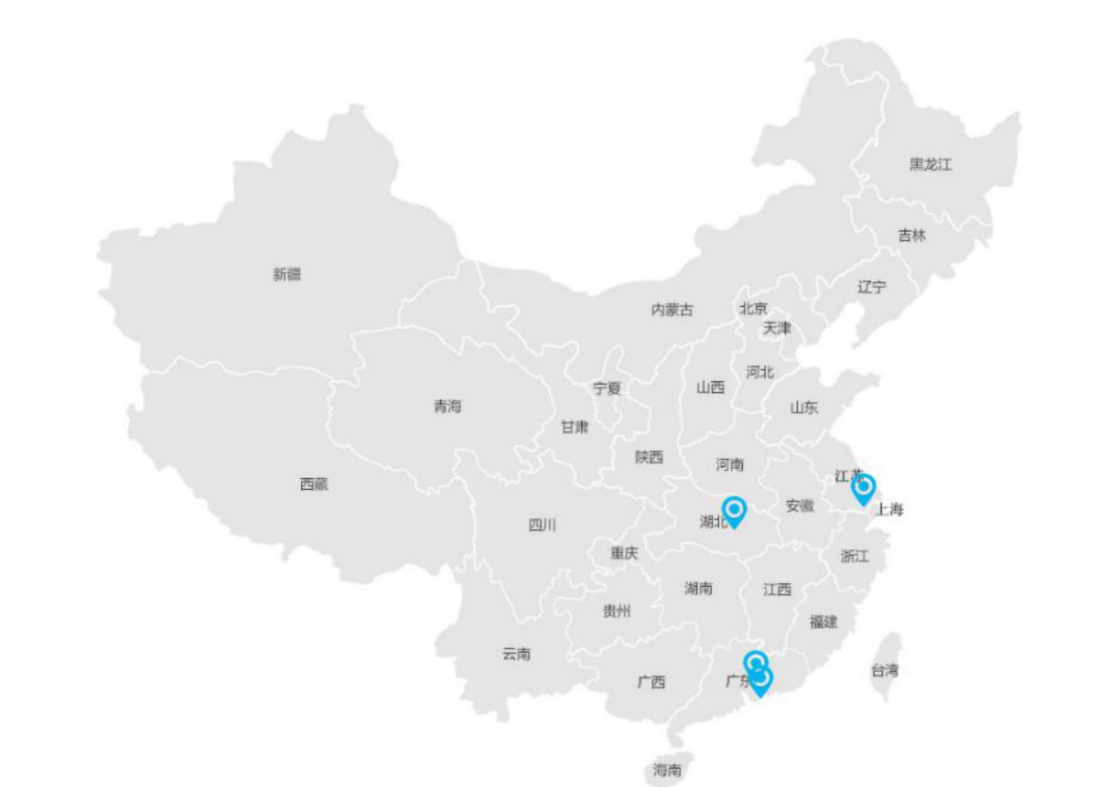 黑龙江
吉林
辽宁
新疆
内蒙古
北京
天津
河北
宁夏
山西
青海
山东
甘肃
陕西
河南
江苏
西藏
安徽
上海
湖北
四川
重庆
浙江
湖南
江西
贵州
福建
云南
台湾
广西
广东
海南